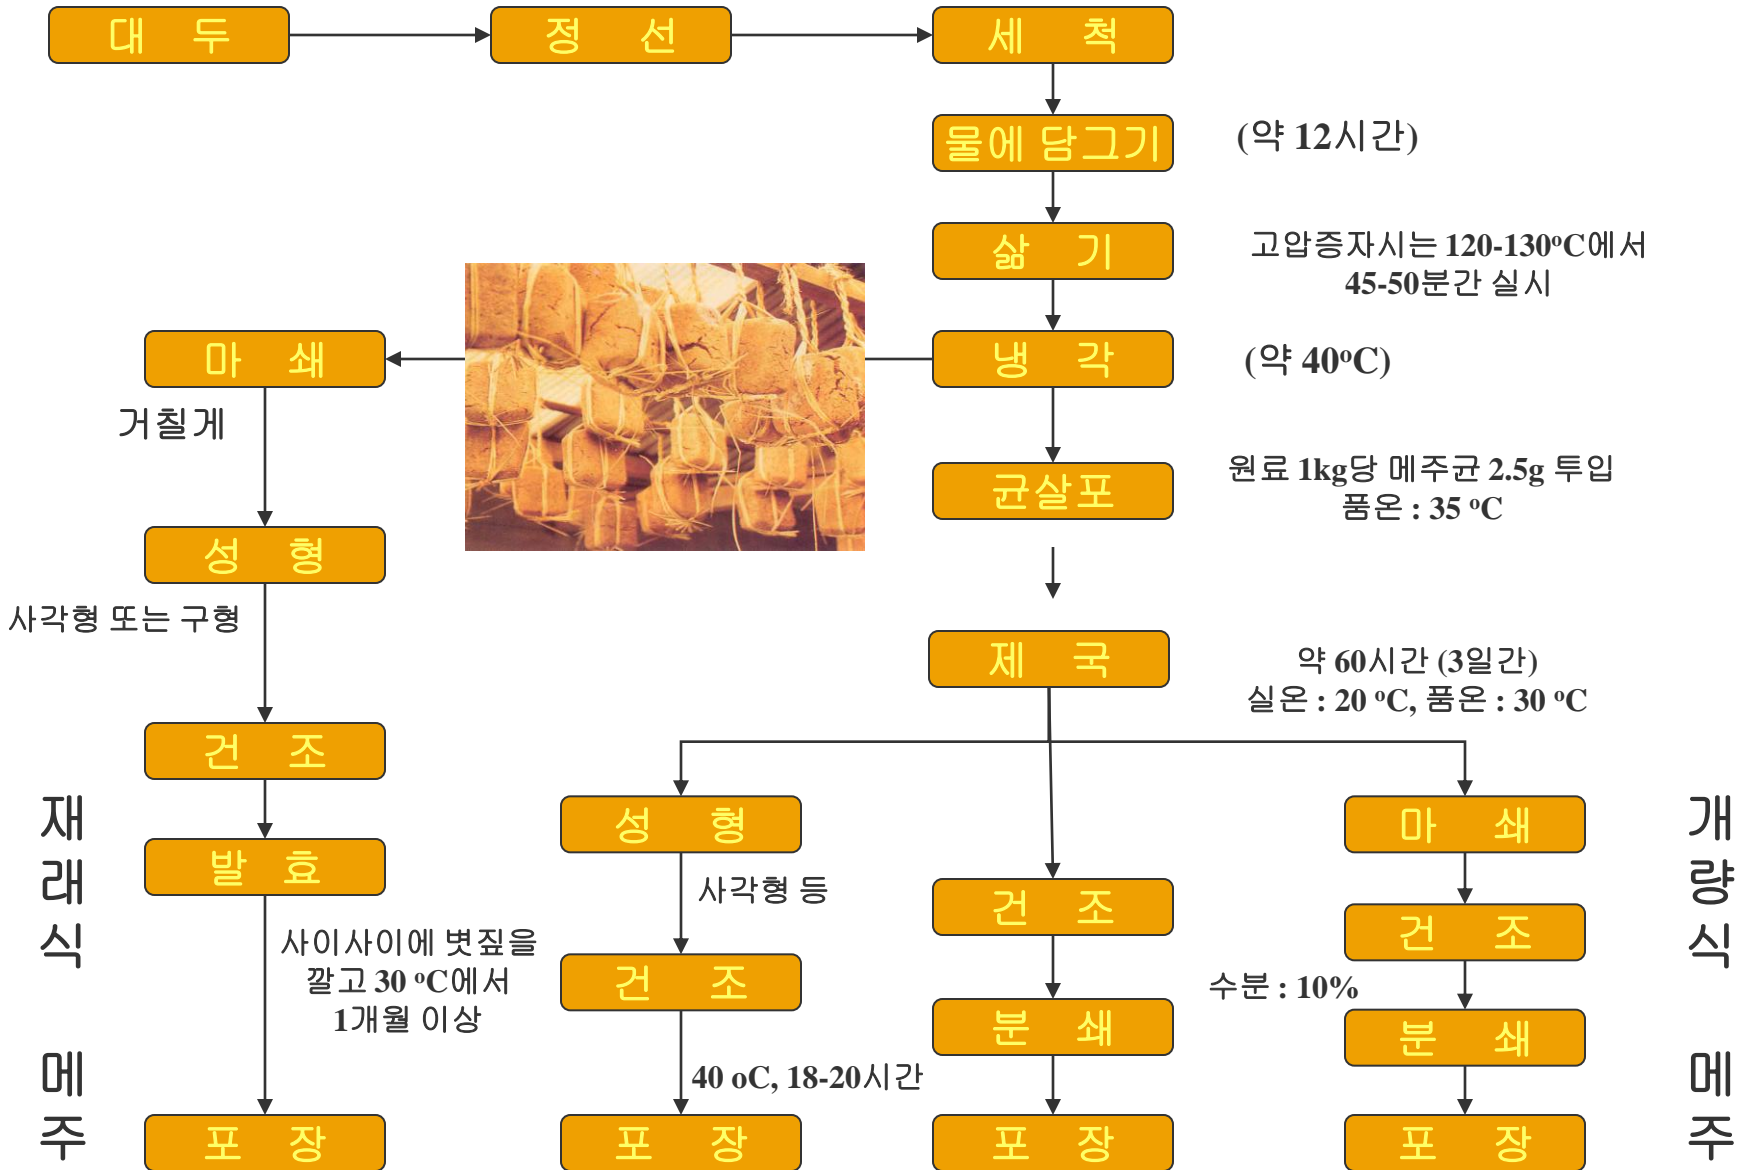 대 두
정 선
세 척
물에 담그기
(약 12시간)
삶 기
고압증자시는 120-130ºC에서
45-50분간 실시
마 쇄
냉 각
(약 40ºC)
거칠게
균살포
원료 1kg당 메주균 2.5g 투입
품온 : 35 ºC
성 형
사각형 또는 구형
제 국
약 60시간 (3일간)
실온 : 20 ºC, 품온 : 30 ºC
건 조
발 효
사이사이에 볏짚을
깔고 30 ºC에서
1개월 이상
포 장
재래식 메주
성 형
사각형 등
건 조
40 oC, 18-20시간
포 장
건 조
분 쇄
포 장
마 쇄
건 조
수분 : 10%
분 쇄
포 장
개량식 메주